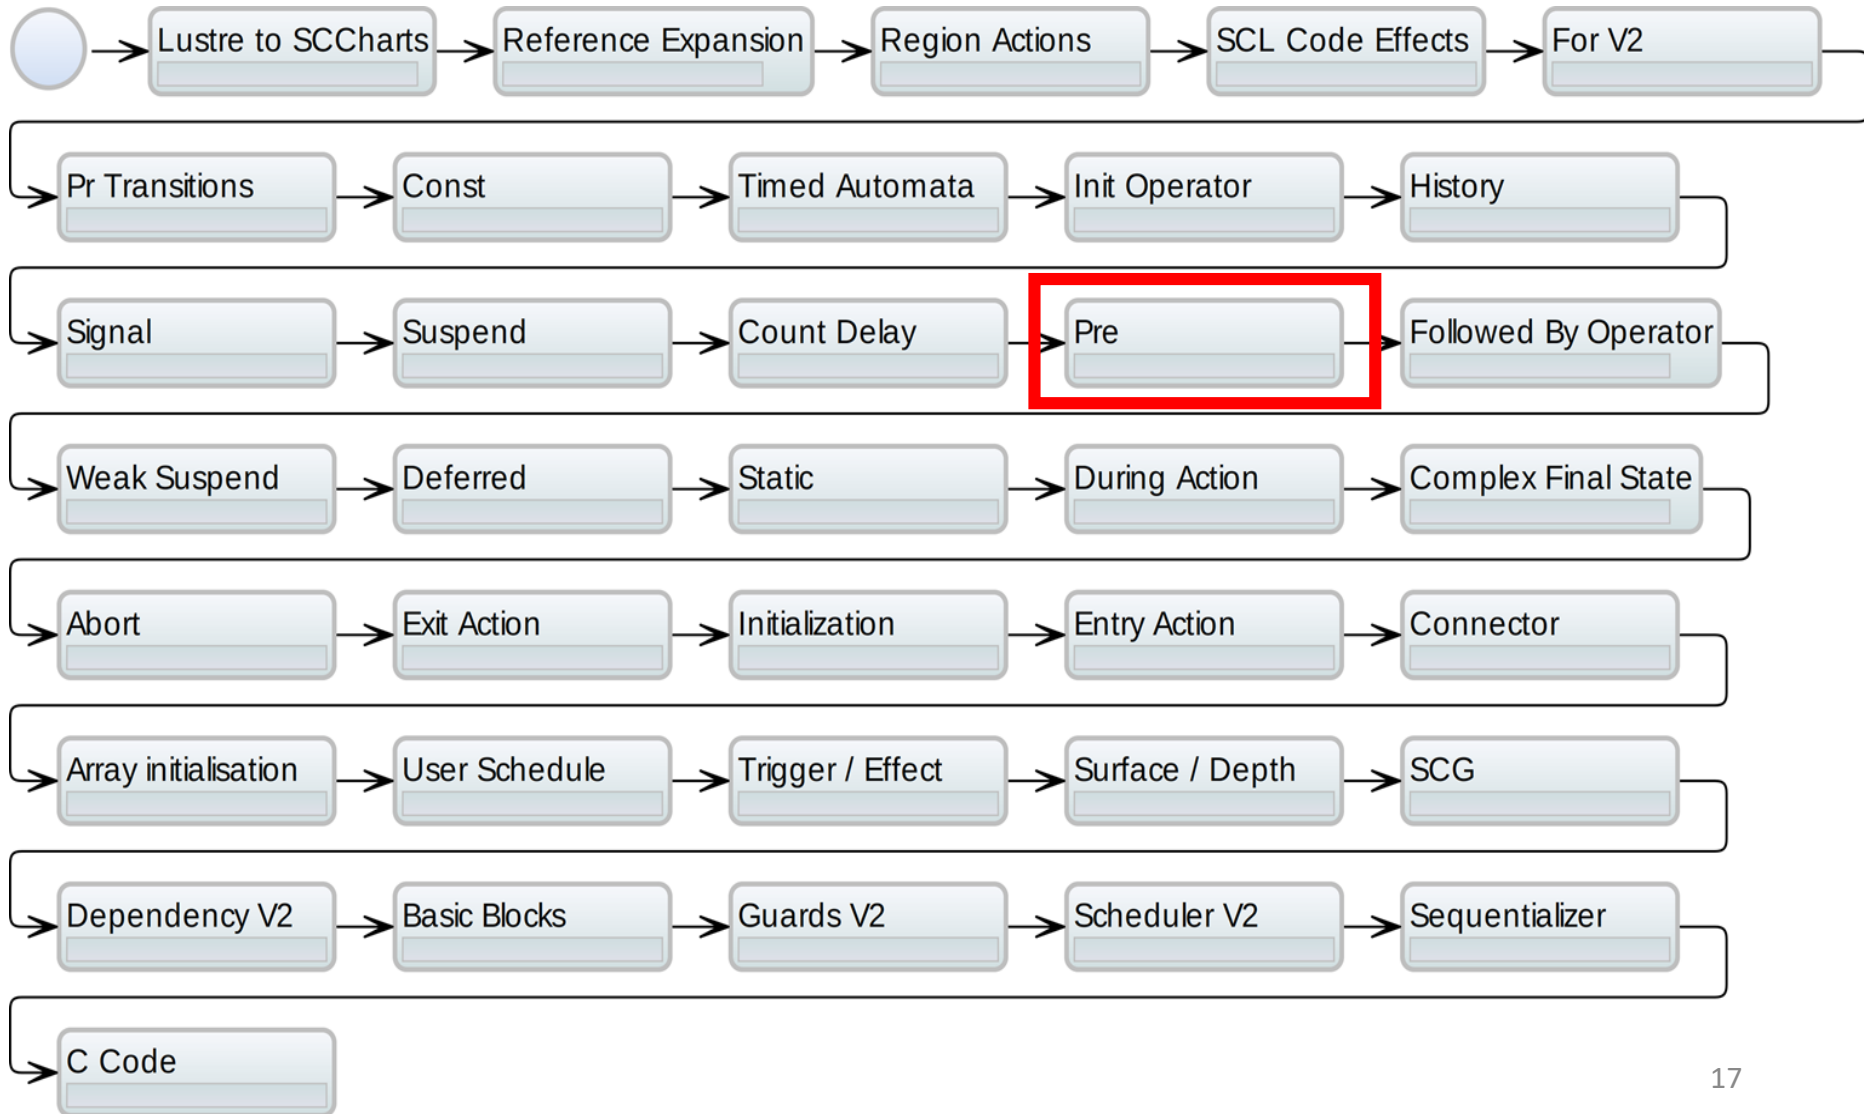 Lustre to SCCharts
Reference Expansion
Region Actions
SCL Code Effects
For V2
Pr Transitions
Const
Timed Automata
Init Operator
History
Signal
Suspend
Count Delay
Pre
Followed By Operator
Weak Suspend
Deferred
Static
During Action
Complex Final State
Abort
Exit Action
Initialization
Entry Action
Connector
Array initialisation
User Schedule
Trigger / Effect
Surface / Depth
SCG
Dependency V2
Basic Blocks
Guards V2
Scheduler V2
Sequentializer
C Code
17